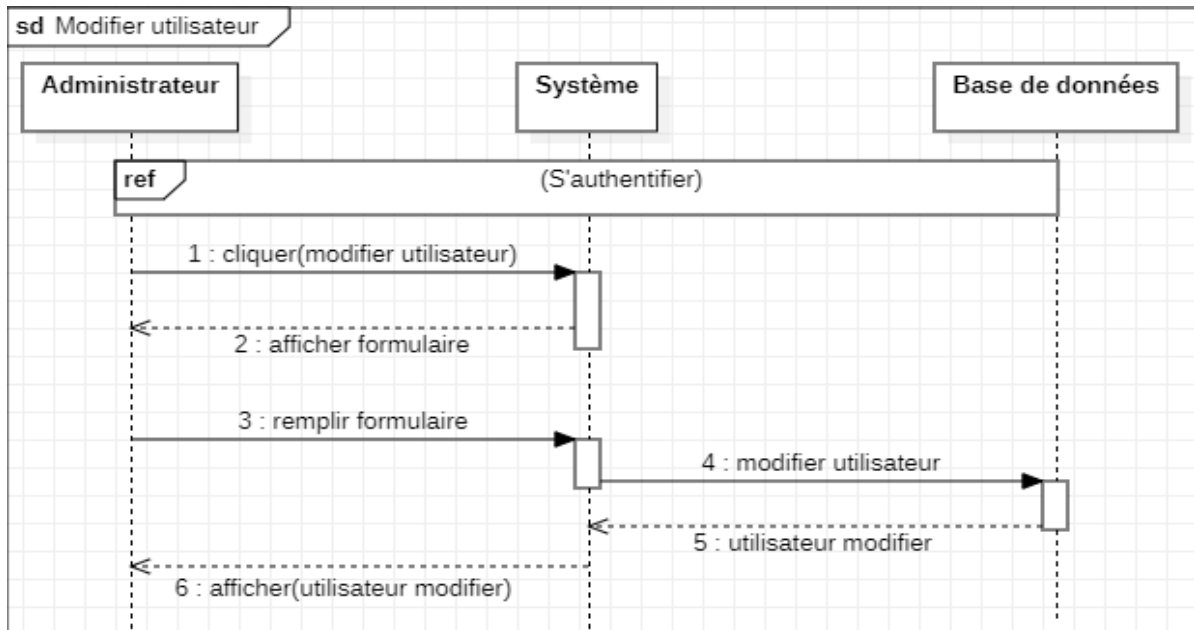 sd Modifier utilisateur
Administrateur
Système
Base de données
ref
(S'authentifier)
1 : cliquer(modifier utilisateur)
2 : afficher formulaire
3 : remplir formulaire
4 : modifier utilisateur
5 : utilisateur modifier
6 : afficher(utilisateur modifier)